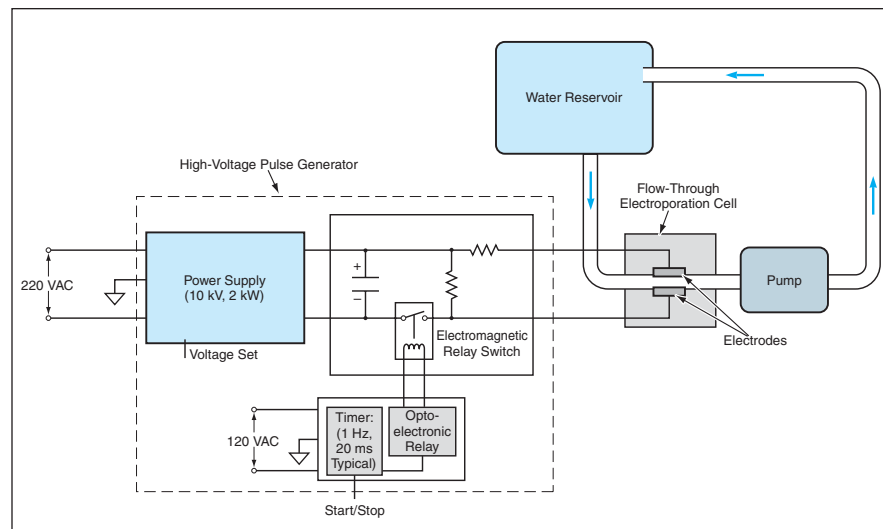 Water Reservoir
High-Voltage Pulse Generator
Flow-Through
Electroporation Cell
220 VAC
Power Supply
(10 kV, 2 kW)
+
–
Pump
Electromagnetic
Relay Switch
Electrodes
Voltage Set
120 VAC
Timer:
(1 Hz,
20 ms
Typical)
Opto-
electronic
Relay
Start/Stop